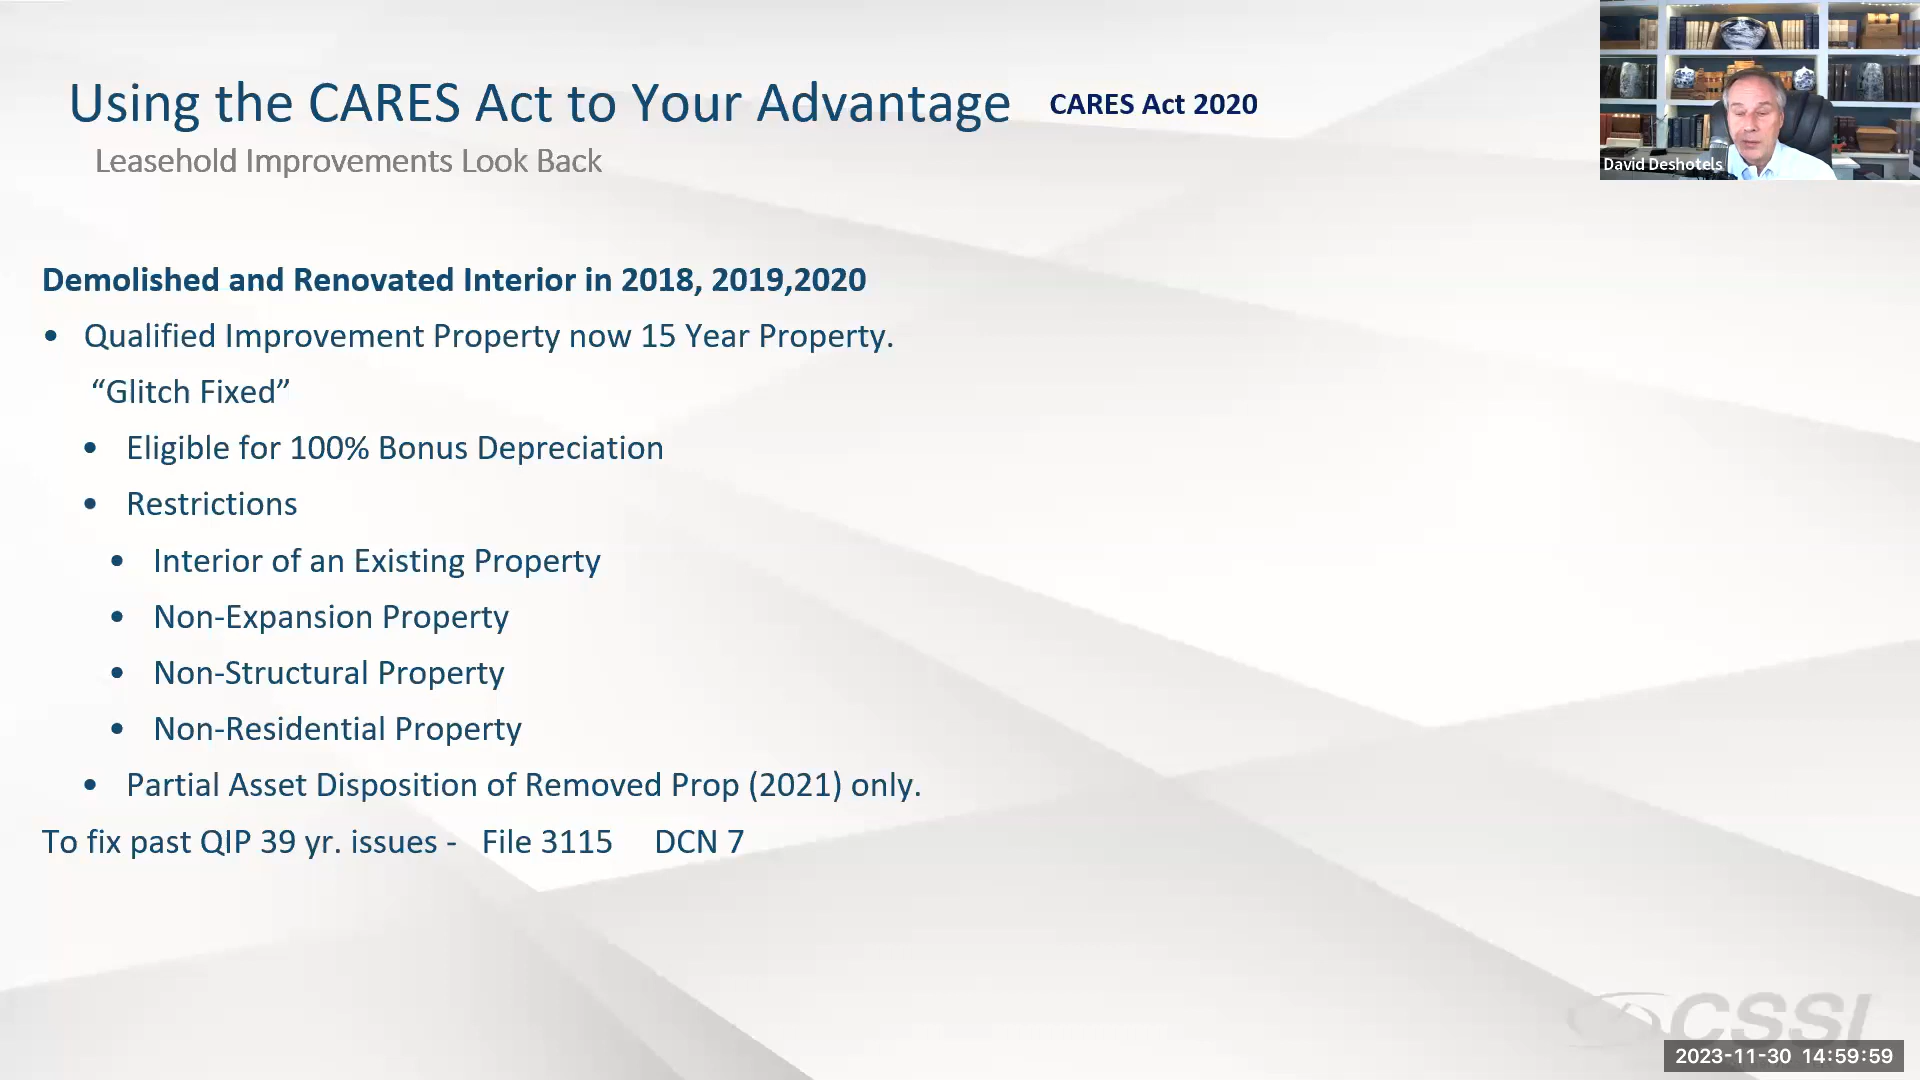 Using the CARES Act to Your Advantage CARES Act 2020
Leasehold Improvements Look Back
David Deshotels
Demolished and Renovated Interior in 2018, 2019,2020
• Qualified Improvement Property now 15 Year Property.
“Glitch Fixed”
• Eligible for 100% Bonus Depreciation
• Restrictions
• Interior of an Existing Property
• Non-Expansion Property
• Non-Structural Property
• Non-Residential Property
• Partial Asset Disposition of Removed Prop (2021) only.
To fix past QIP 39 yr. issues - File 3115 DCN 7
CSSI
2023-11-30 14:59:59